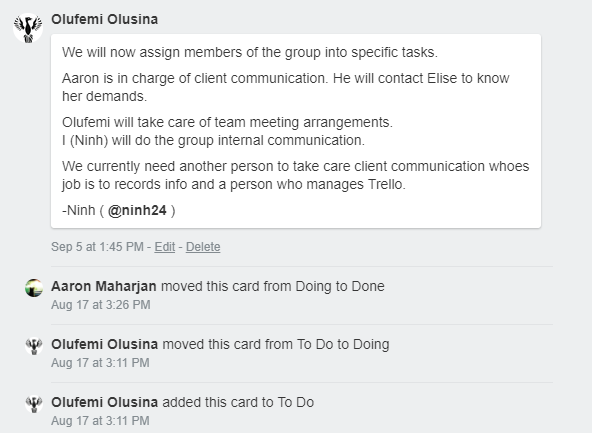 Olufemi Olusina
We will now assign members of the group into specific tasks.
Aaron is in charge of client communication. He will contact Elise to know
her demands.
Olufemi will take care of team meeting arrangements.
I (Ninh) will do the group internal communication.
We currently need another person to take care client communication whoes
job is to records info and a person who manages Trello.
-Ninh ( @ninh24 )
Sep 5 at 1:45 PM - Edit - Delete
Aaron Maharjan moved this card from Doing to Done
Aug 17 at 3:26 PM
Olufemi Olusina moved this card from To Do to Doing
Aug 17 at 3:11 PM
Olufemi Olusina added this card to To Do
Aug 17 at 3:11 PM